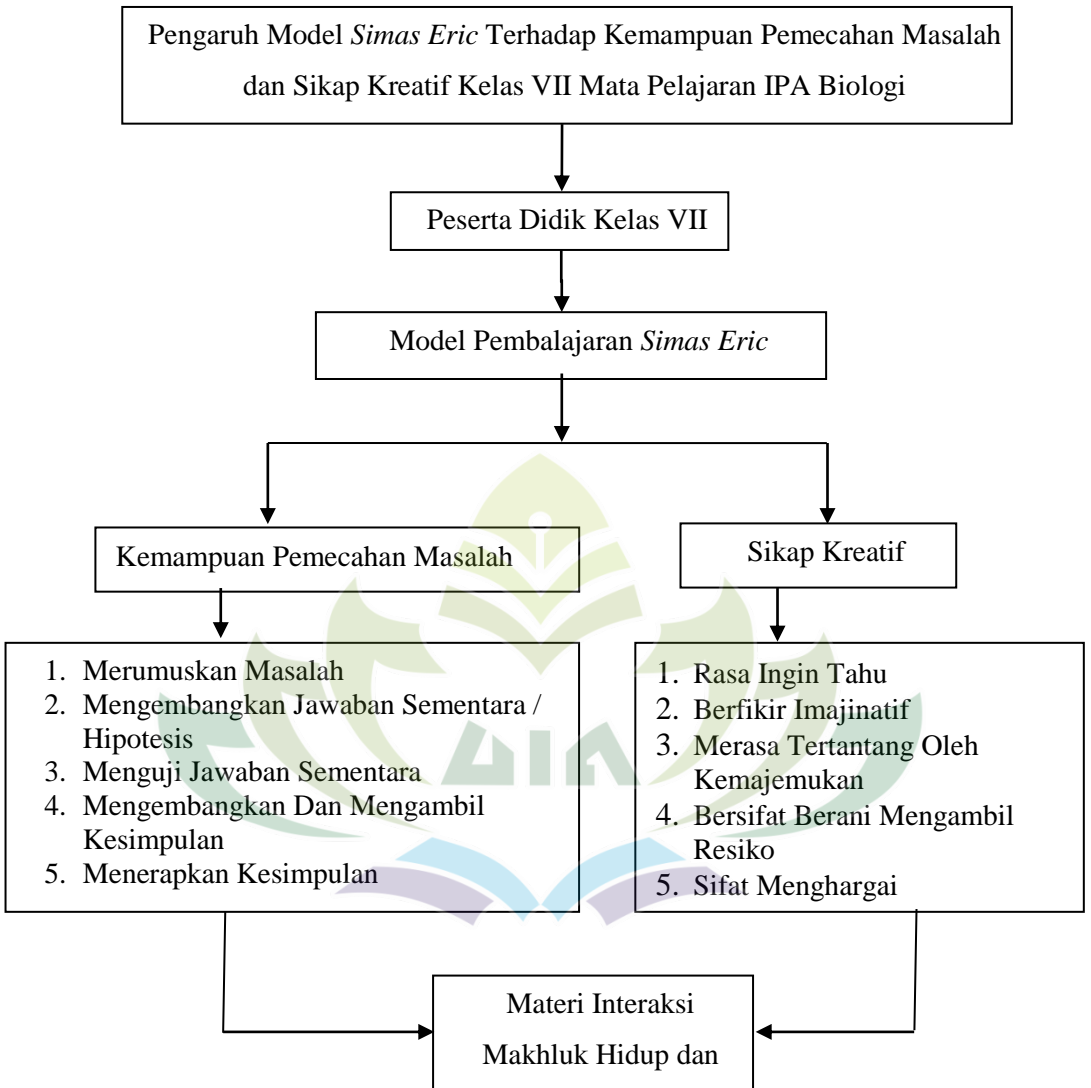 Pengaruh Model Simas Eric Terhadap Kemampuan Pemecahan Masalah
dan Sikap Kreatif Kelas VII Mata Pelajaran IPA Biologi
Peserta Didik Kelas VII
Model Pembalajaran Simas Eric
Kemampuan Pemecahan Masalah
Sikap Kreatif
1. Merumuskan Masalah
2. Mengembangkan Jawaban Sementara /
Hipotesis
3. Menguji Jawaban Sementara
4. Mengembangkan Dan Mengambil
Kesimpulan
5. Menerapkan Kesimpulan
1. Rasa Ingin Tahu
2. Berfikir Imajinatif
3. Merasa Tertantang Oleh
Kemajemukan
4. Bersifat Berani Mengambil
Resiko
5. Sifat Menghargai
UIN
Materi Interaksi
Makhluk Hidup dan